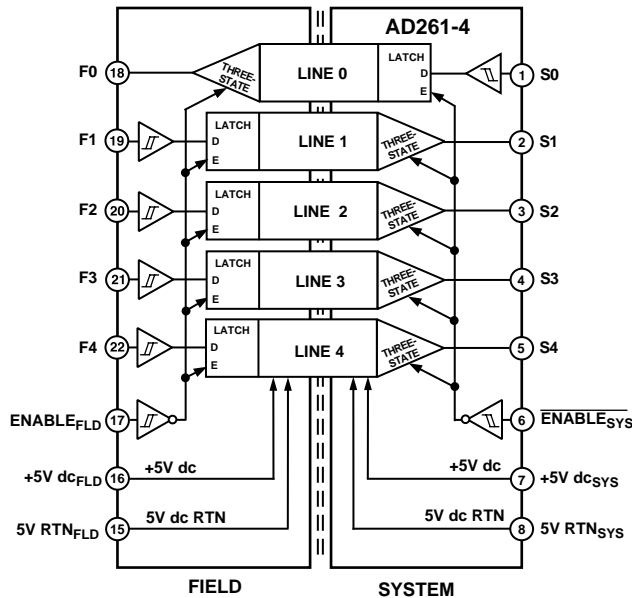 AD261-4
F0 18 THREE-STATE LINE 0 LATCH D E 1 S0
F1 19 LATCH D E LINE 1 THREE-STATE 2 S1
F2 20 LATCH D E LINE 2 THREE-STATE 3 S2
F3 21 LATCH D E LINE 3 THREE-STATE 4 S3
F4 22 LATCH D E LINE 4 THREE-STATE 5 S4
ENABLEFLD 17 6 ENABLESYS
+5V dcFLD 16 +5V dc +5V dc 7 +5V dcSYS
5V RTNFLD 15 5V dc RTN 5V dc RTN 8 5V RTNSYS
FIELD SYSTEM